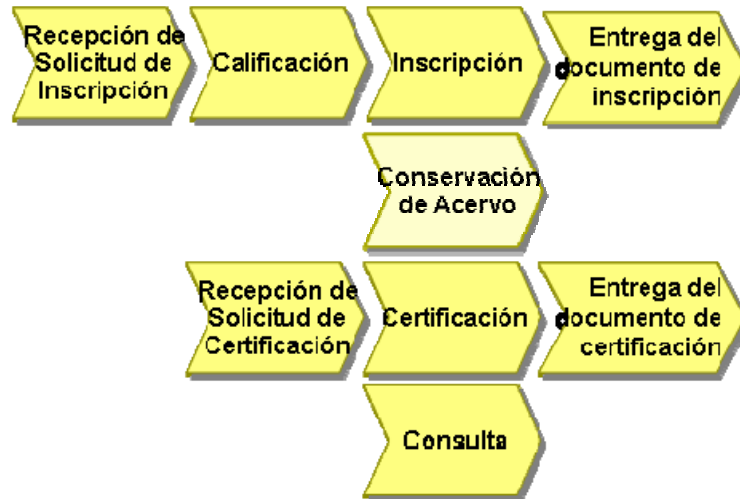 Recepción de
Solicitud de
Inscripción
Calificación
Inscripción
Entrega del
documento de
inscripción
Conservación
de Acervo
Recepción de
Solicitud de
Certificación
Certificación
Entrega del
documento de
certificación
Consulta